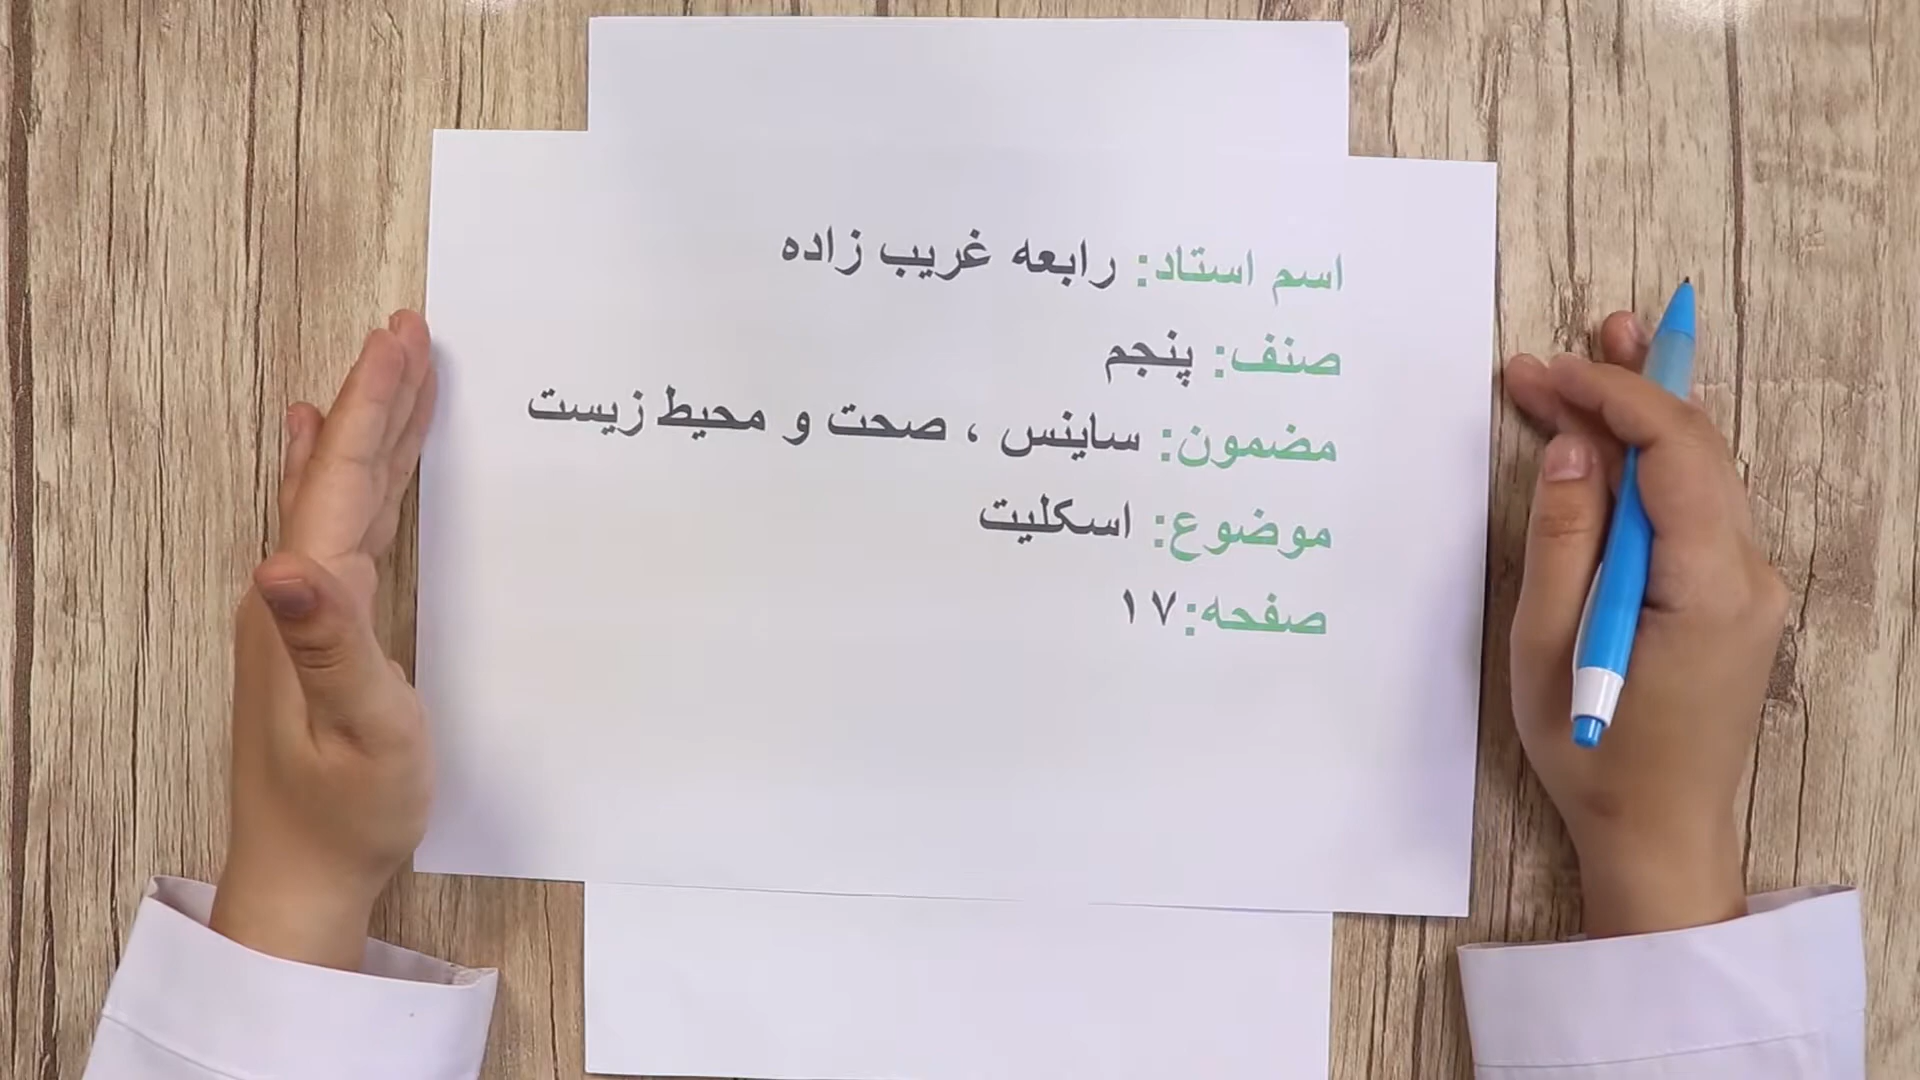 اسم استاد: رابعه غریب زاده
صنف: پنجم
مضمون: ساینس ، صحت و محیط زیست
موضوع: اسکلیت
صفحه:۱۷